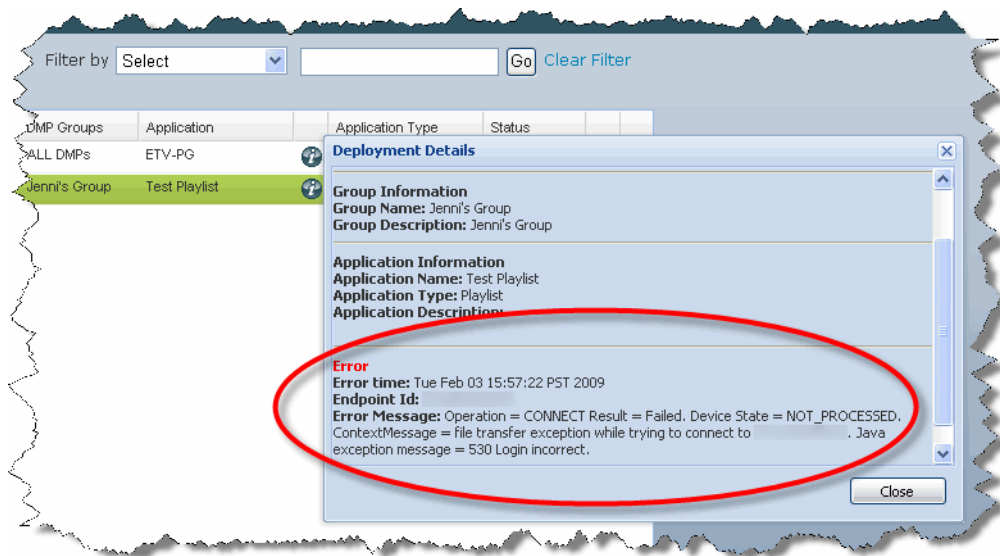 Filter by Select Go Clear Filter
DMP Groups Application Application Type Status
ALL DMPs ETV-PG
Jenni's Group Test Playlist
Deployment Details
Group Information
Group Name: Jenni's Group
Group Description: Jenni's Group
Application Information
Application Name: Test Playlist
Application Type: Playlist
Application Description:
Error
Error time: Tue Feb 03 15:57:22 PST 2009
Endpoint Id:
Error Message: Operation = CONNECT Result = Failed. Device State = NOT_PROCESSED.
ContextMessage = file transfer exception while trying to connect to . Java
exception message = 530 Login incorrect.
Close